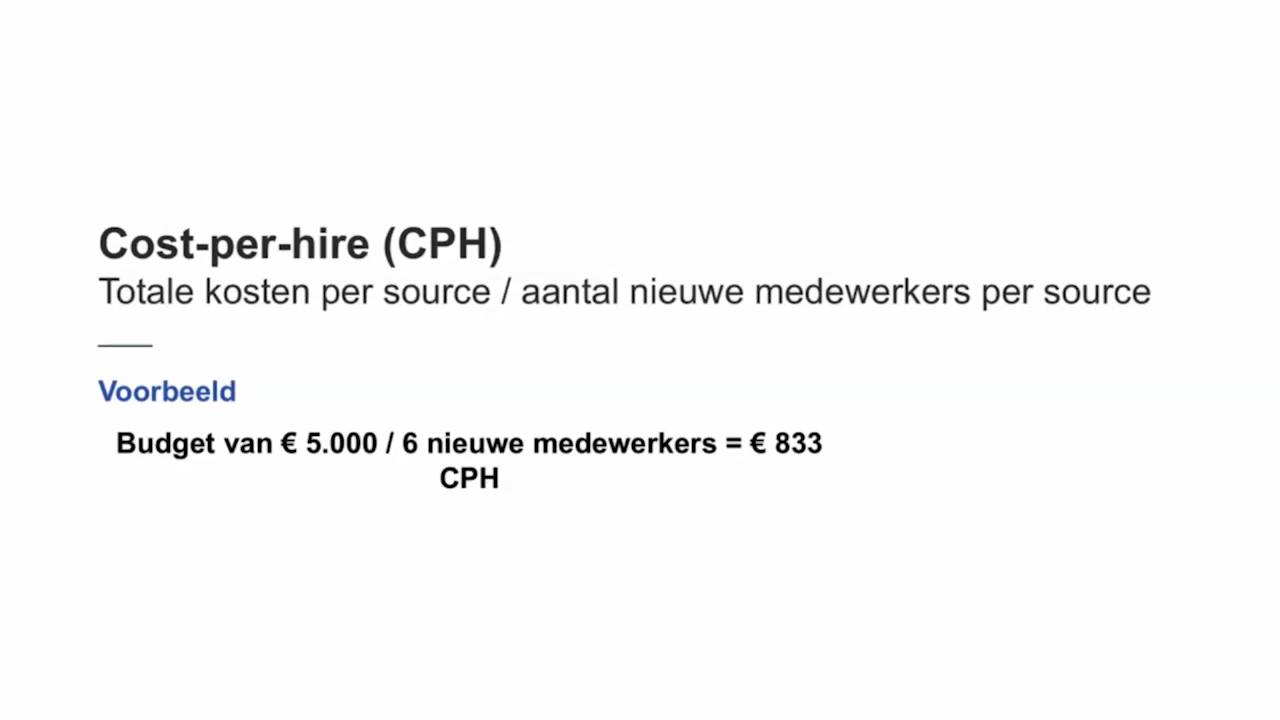 Cost-per-hire (CPH)
Totale kosten per source / aantal nieuwe medewerkers per source
Voorbeeld
Budget van € 5.000 / 6 nieuwe medewerkers = € 833
CPH